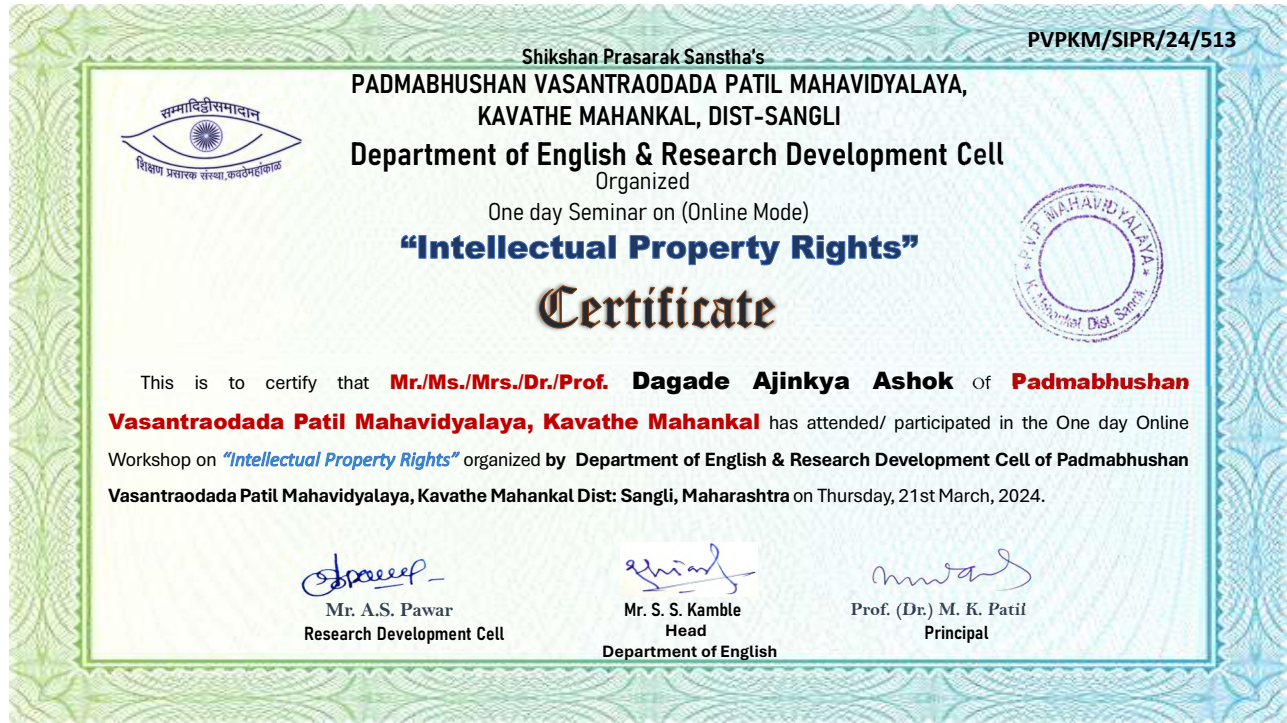 PVPKM/SIPR/24/513
Shikshan Prasarak Sanstha's
PADMABHUSHAN VASANTRAODADA PATIL MAHAVIDYALAYA,
KAVATHE MAHANKAL, DIST-SANGLI
सम्मादिट्ठीसमादान
शिक्षण प्रसारक संस्था,कवठेमहांकाळ
Department of English & Research Development Cell
Organized
One day Seminar on (Online Mode)
“Intellectual Property Rights”
P.V.P. MAHAVIDYALAYA
K. Mahankal, Dist. Sangli.
Certificate
This is to certify that Mr./Ms./Mrs./Dr./Prof. Dagade Ajinkya Ashok Of Padmabhushan
Vasantraodada Patil Mahavidyalaya, Kavathe Mahankal has attended/ participated in the One day Online
Workshop on “Intellectual Property Rights” organized by Department of English & Research Development Cell of Padmabhushan
Vasantraodada Patil Mahavidyalaya, Kavathe Mahankal Dist: Sangli, Maharashtra on Thursday, 21st March, 2024.
Mr. A.S. Pawar
Research Development Cell
Mr. S. S. Kamble
Head
Department of English
Prof. (Dr.) M. K. Patil
Principal